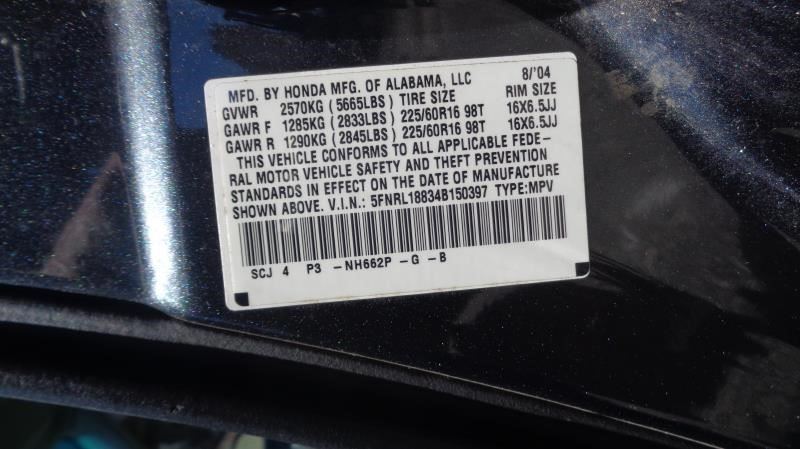 MFD. BY HONDA MFG. OF ALABAMA, LLC 8/'04
GVWR 2570KG (5665LBS) TIRE SIZE RIM SIZE
GAWR F 1285KG (2833LBS) 225/60R16 98T 16X6.5JJ
GAWR R 1290KG (2845LBS) 225/60R16 98T 16X6.5JJ
THIS VEHICLE CONFORMS TO ALL APPLICABLE FEDE-
RAL MOTOR VEHICLE SAFETY AND THEFT PREVENTION
STANDARDS IN EFFECT ON THE DATE OF MANUFACTURE
SHOWN ABOVE. V.I.N.: 5FNRL18834B150397 TYPE:MPV
SCJ 4 P3 -NH662P -G -B